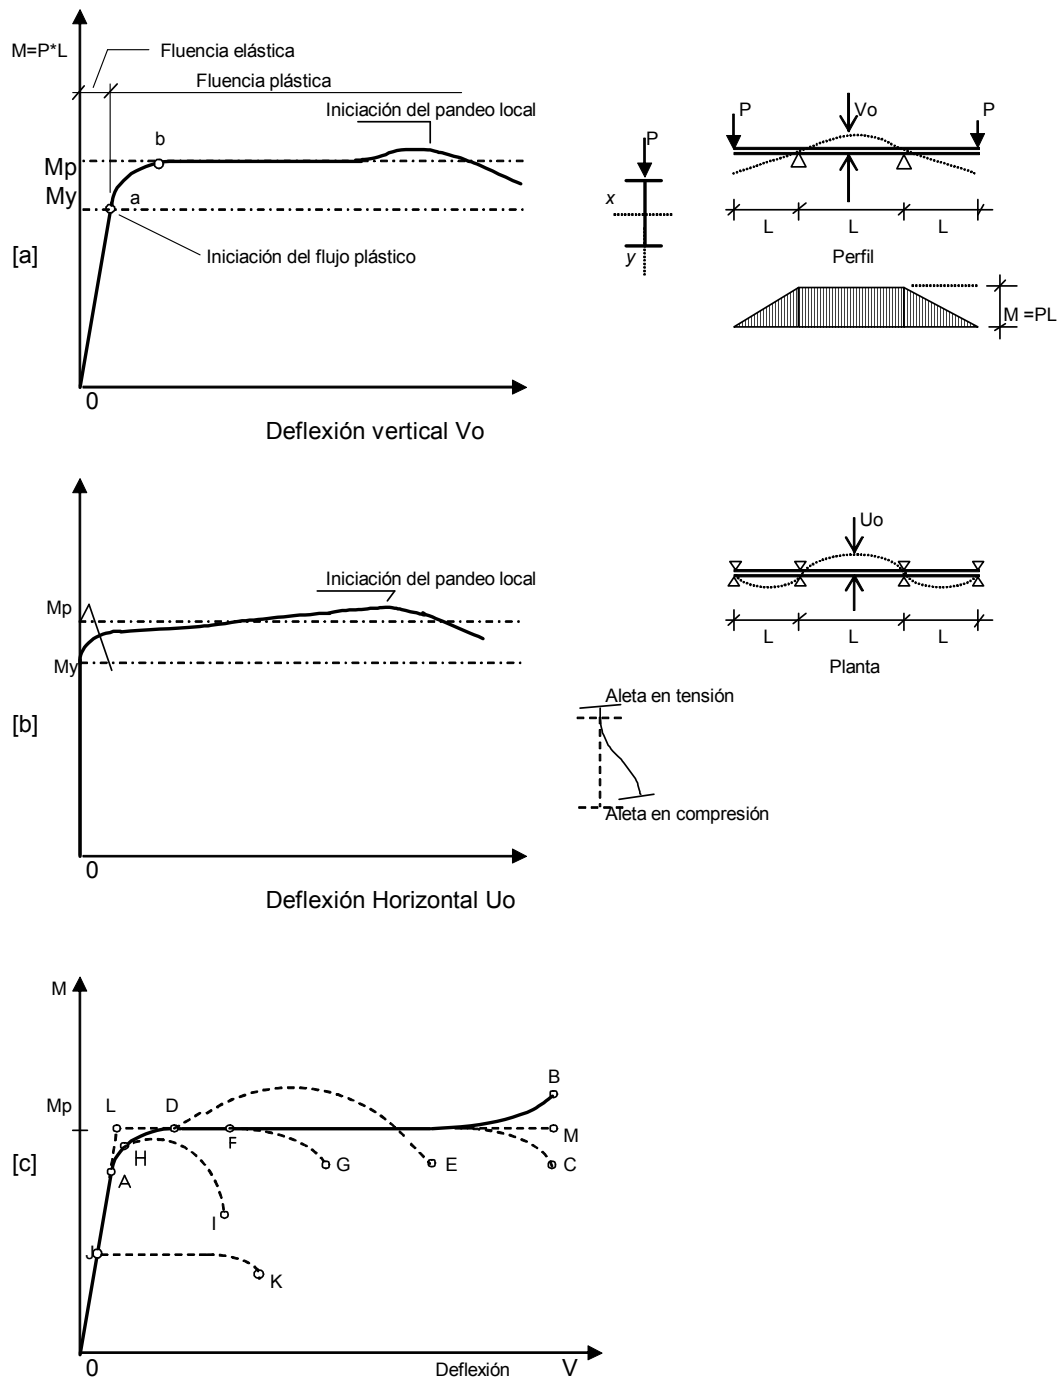 M=P*L
Fluencia elástica
Fluencia plástica
Iniciación del pandeo local
b
Mp
My
a
[a]
Iniciación del flujo plástico
0
Deflexión vertical Vo
P
x
y
P
Vo
P
L
L
L
Perfil
M =PL
Iniciación del pandeo local
Mp
My
[b]
0
Deflexión Horizontal Uo
Uo
L
L
L
Planta
Aleta en tensión
Aleta en compresión
M
B
Mp
L
D
M
F
H
[c]
A
G
E
C
I
J
K
0
Deflexión
V